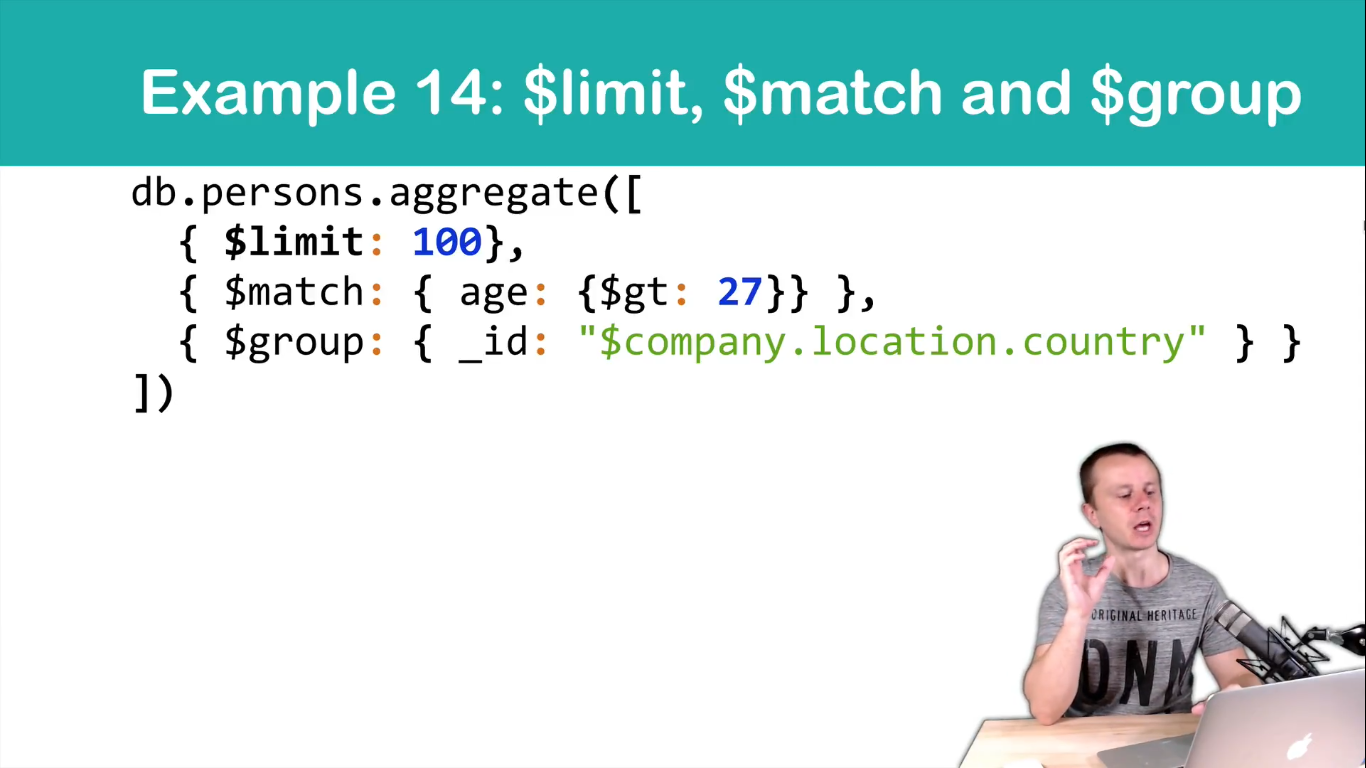 Example 14: $limit, $match and $group
db.persons.aggregate([
{ $limit: 100},
{ $match: { age: {$gt: 27}} },
{ $group: { _id: "$company.location.country" } }
])
ORIGINAL HERITAGE